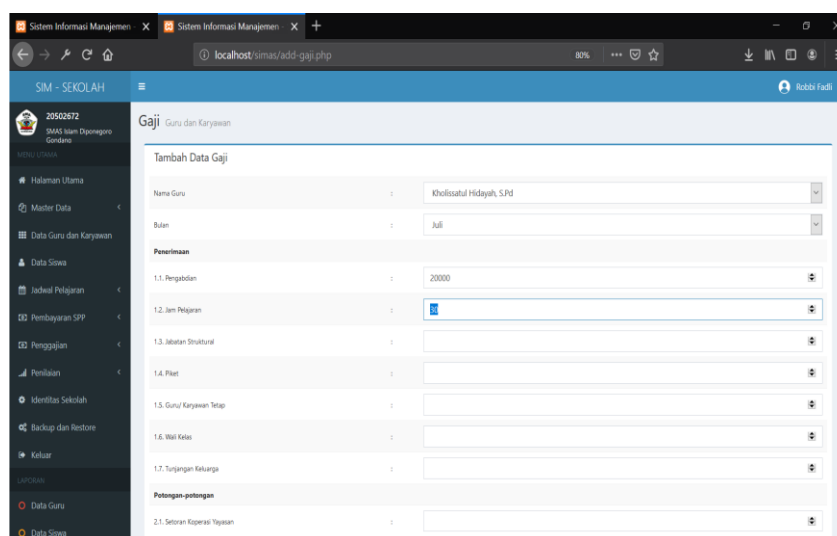 Sistem Informasi Manajemen - X Sistem Informasi Manajemen - X +
localhost/simas/add-gaji.php 80%
SIM - SEKOLAH Robbi Fadli
20502672
SMAS Islam Diponegoro
Gondang
MENU UTAMA
Halaman Utama
Master Data
Data Guru dan Karyawan
Data Siswa
Jadwal Pelajaran
Pembayaran SPP
Penggajian
Penilaian
Identitas Sekolah
Backup dan Restore
Keluar
LAPORAN
Data Guru
Data Siswa
Gaji Guru dan Karyawan
Tambah Data Gaji
Nama Guru : Kholissatul Hidayah, S.Pd
Bulan : Juli
Penerimaan
1.1. Pengabdian : 20000
1.2. Jam Pelajaran : 30
1.3. Jabatan Struktural :
1.4. Piket :
1.5. Guru/ Karyawan Tetap :
1.6. Wali Kelas :
1.7. Tunjangan Keluarga :
Potongan-potongan
2.1. Setoran Koperasi Yayasan :